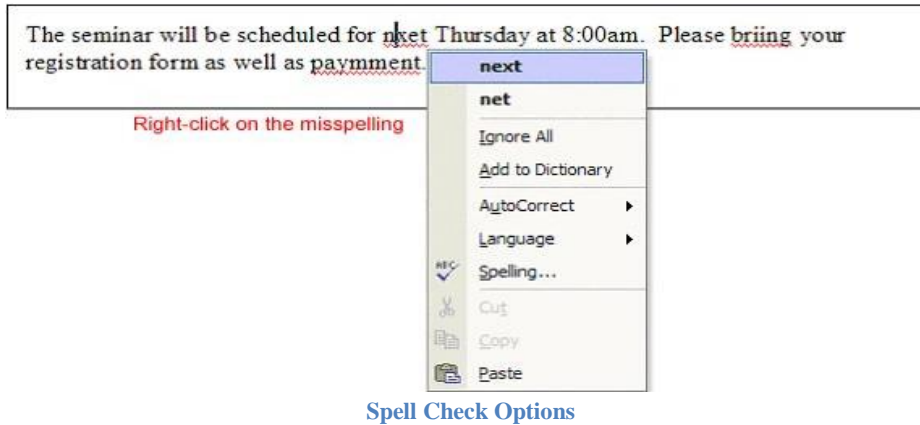 The seminar will be scheduled for nxet Thursday at 8:00am.  Please briing your
registration form as well as paymment.
next
net
Right-click on the misspelling
Ignore All
Add to Dictionary
AutoCorrect
Language
ABC
Spelling...
Cut
Copy
Paste
Spell Check Options